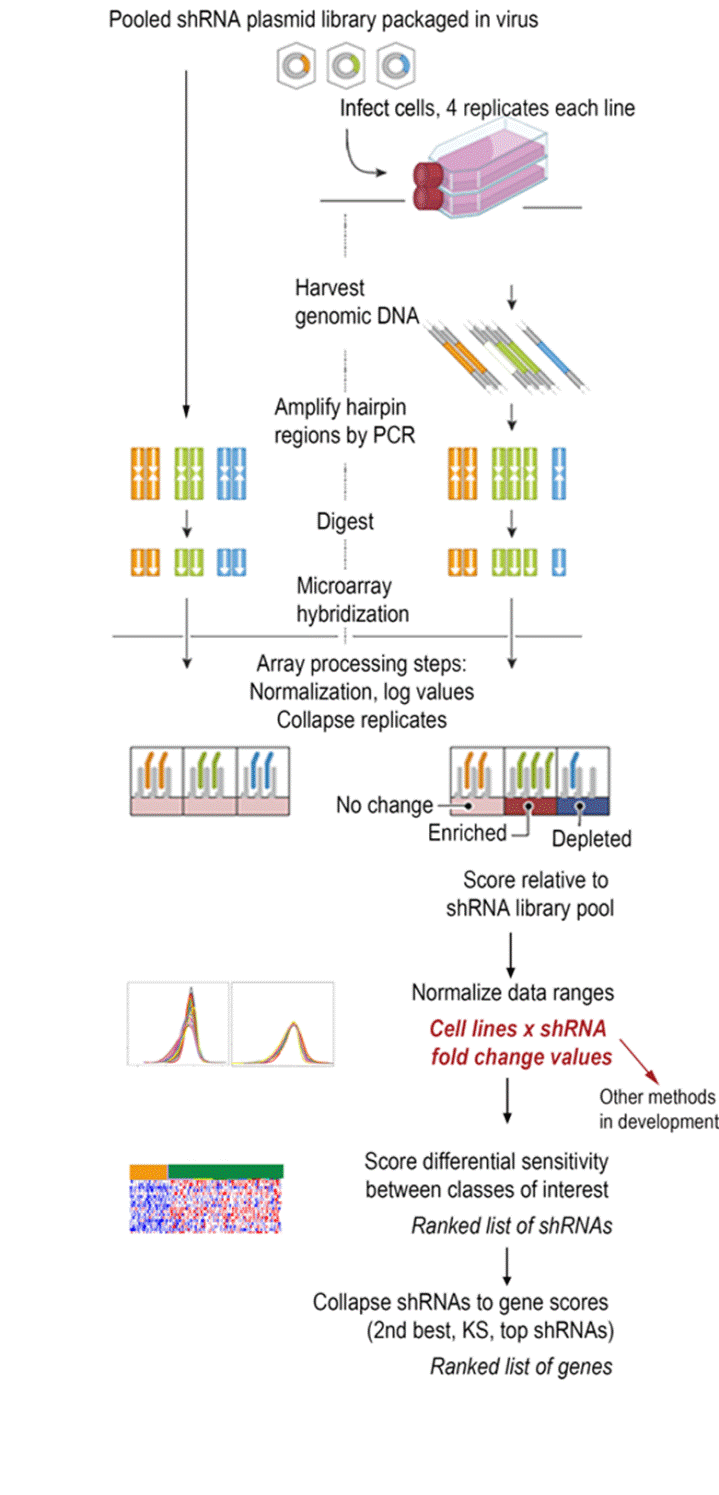 Pooled shRNA plasmid library packaged in virus
Infect cells, 4 replicates each line
Harvest
genomic DNA
Amplify hairpin
regions by PCR
Digest
Microarray
hybridization
Array processing steps:
Normalization, log values
Collapse replicates
No change
Enriched
Depleted
Score relative to
shRNA library pool
Normalize data ranges
Cell lines x shRNA
fold change values
Other methods
in development
Score differential sensitivity
between classes of interest
Ranked list of shRNAs
Collapse shRNAs to gene scores
(2nd best, KS, top shRNAs)
Ranked list of genes